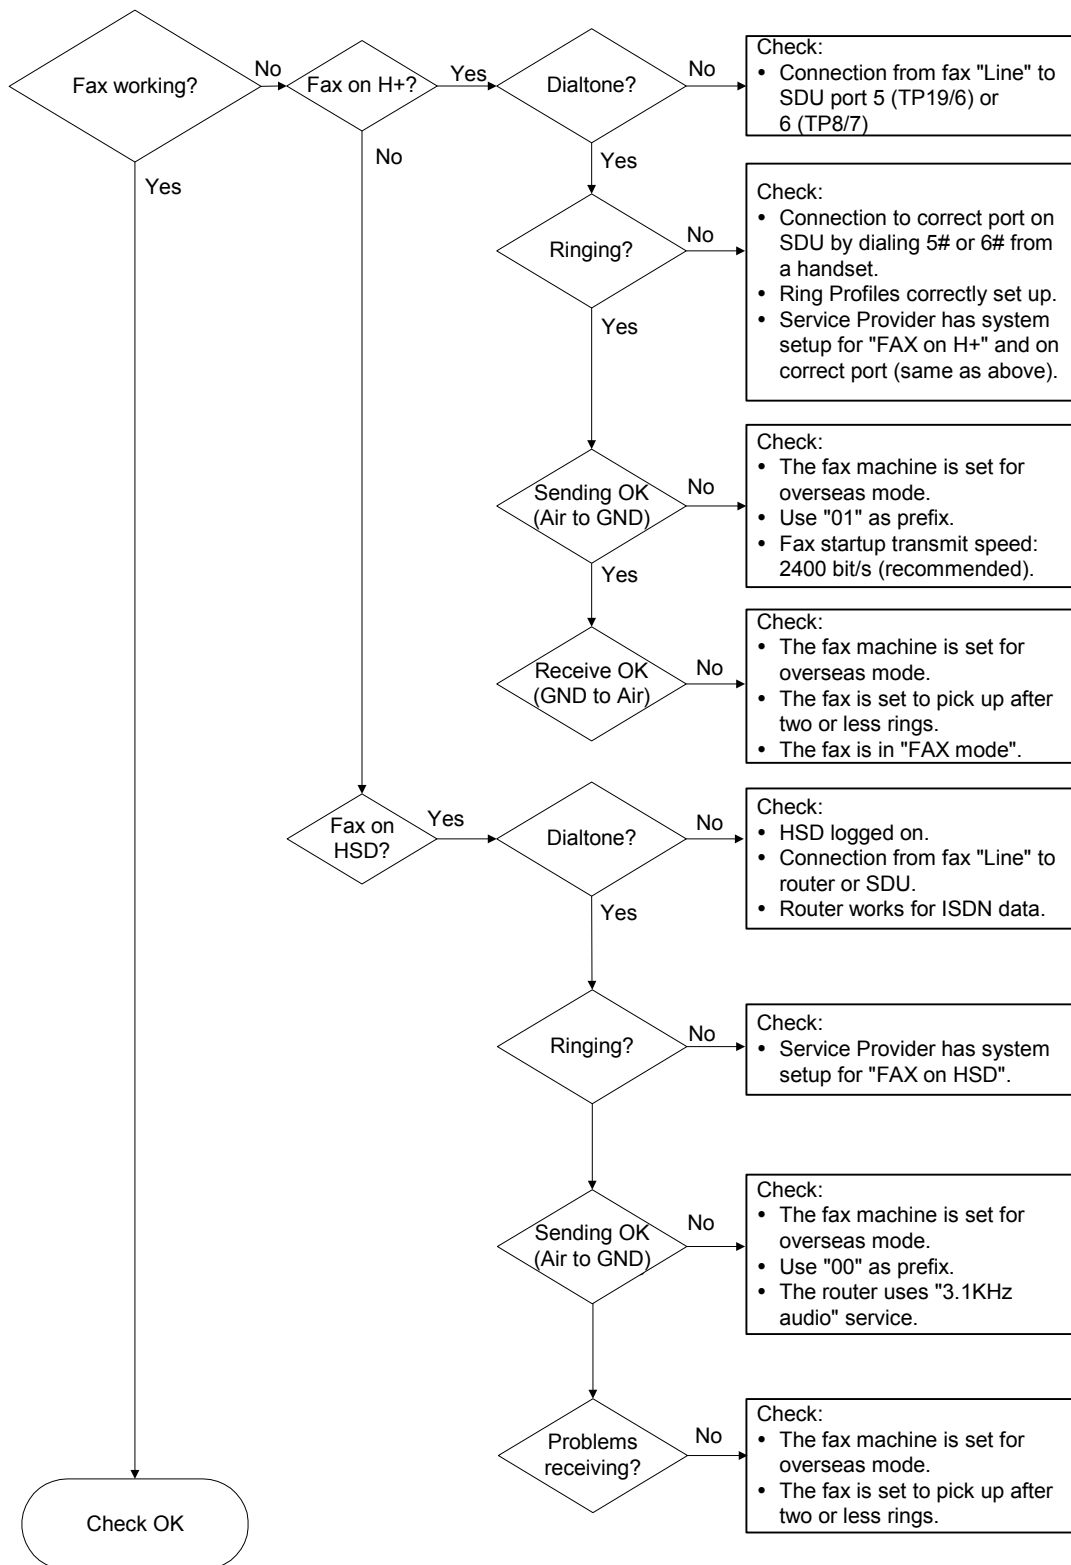 Fax working?
No
Fax on H+?
Yes
Dialtone?
No
Check:
• Connection from fax "Line" to
SDU port 5 (TP19/6) or
6 (TP8/7)
Yes
No
Yes
Ringing?
No
Check:
• Connection to correct port on
SDU by dialing 5# or 6# from
a handset.
• Ring Profiles correctly set up.
• Service Provider has system
setup for "FAX on H+" and on
correct port (same as above).
Yes
Sending OK
(Air to GND)
No
Check:
• The fax machine is set for
overseas mode.
• Use "01" as prefix.
• Fax startup transmit speed:
2400 bit/s (recommended).
Yes
Receive OK
(GND to Air)
No
Check:
• The fax machine is set for
overseas mode.
• The fax is set to pick up after
two or less rings.
• The fax is in "FAX mode".
Fax on
HSD?
Yes
Dialtone?
No
Check:
• HSD logged on.
• Connection from fax "Line" to
router or SDU.
• Router works for ISDN data.
Yes
Ringing?
No
Check:
• Service Provider has system
setup for "FAX on HSD".
Sending OK
(Air to GND)
No
Check:
• The fax machine is set for
overseas mode.
• Use "00" as prefix.
• The router uses "3.1KHz
audio" service.
Problems
receiving?
No
Check:
• The fax machine is set for
overseas mode.
• The fax is set to pick up after
two or less rings.
Check OK